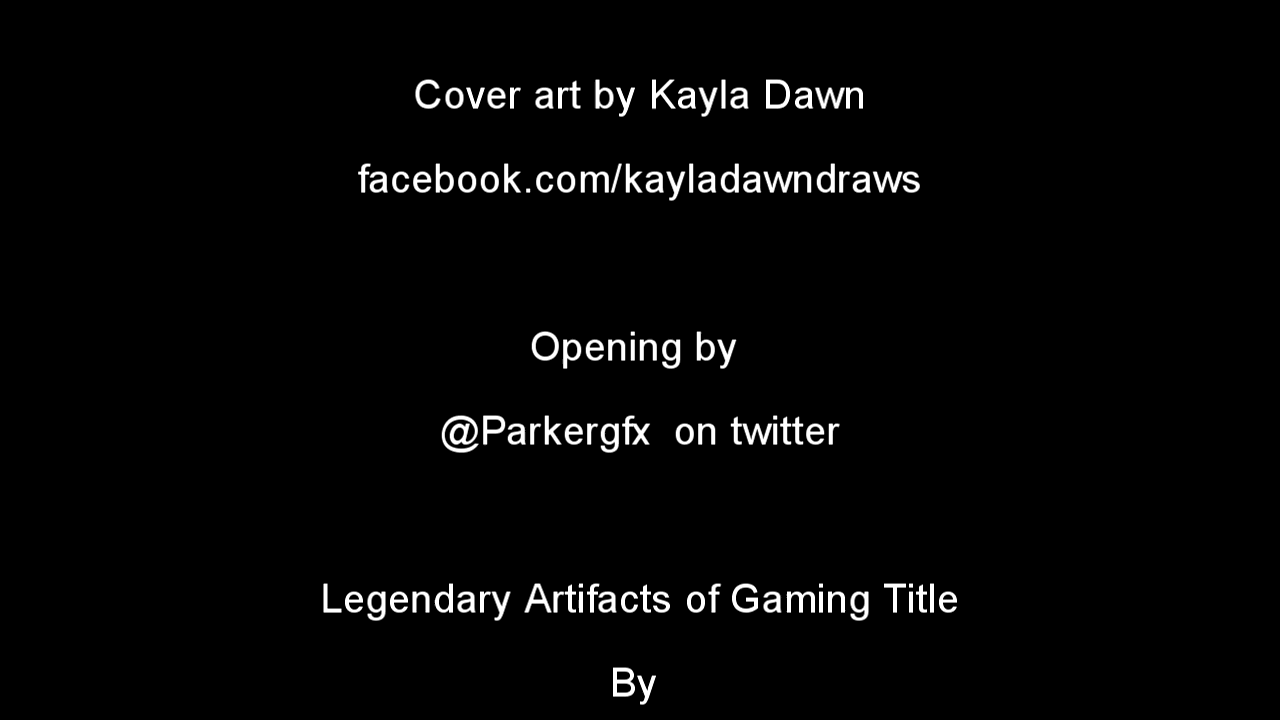 Cover art by Kayla Dawn
facebook.com/kayladawndraws
Opening by
@Parkergfx  on twitter
Legendary Artifacts of Gaming Title
By